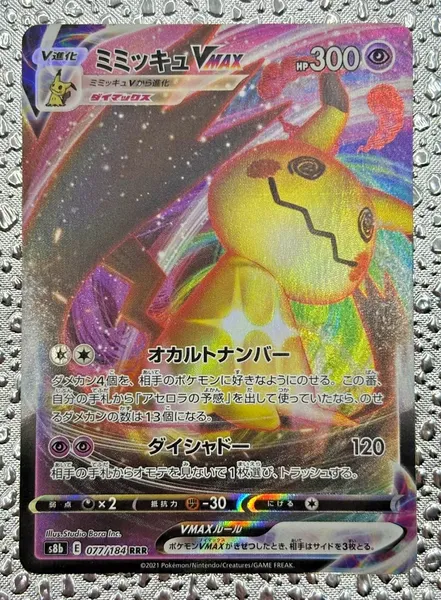 V進化
ミミッキュVMAX
HP300
ミミッキュVから進化
ダイマックス
オカルトナンバー
ダメカン4個を、相手のポケモンに好きなようにのせる。この番、
自分の手札から「アセロラの予感」を出して使っていたなら、のせ
るダメカンの数は13個になる。
ダイシャドー 120
相手の手札からオモテを見ないで1枚選び、トラッシュする。
弱点 ×2 抵抗力 -30 にげる
Illus. Studio Bora Inc.
VMAXルール
s8b E 077/184 RRR
ポケモンVMAXがきぜつしたとき、相手はサイドを3枚とる。
©2021 Pokémon/Nintendo/Creatures/GAME FREAK.